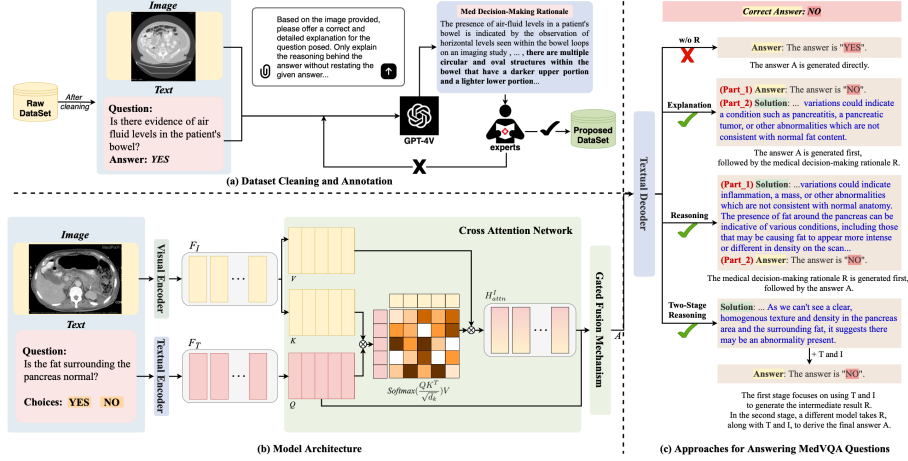 Image
Raw
DataSet
After
cleaning
Text
Question:
Is there evidence of air
fluid levels in the patient's
bowel?
Answer: YES
Based on the image provided,
please offer a correct and
detailed explanation for the
question posed. Only explain
the reasoning behind the
answer without restating the
given answer...
GPT-4V
Med Decision-Making Rationale
The presence of air-fluid levels in a patient's
bowel is indicated by the observation of
horizontal levels seen within the bowel loops
on an imaging study , ... , there are multiple
circular and oval structures within the
bowel that have a darker upper portion
and a lighter lower portion...
experts
X
Proposed
DataSet
(a) Dataset Cleaning and Annotation
Image
Text
Question:
Is the fat surrounding the
pancreas normal?
Choices: YES NO
Visual Encoder
Textual Encoder
F_I
F_T
V
K
Q
Cross Attention Network
Softmax(QK^T/√d_k)V
H^I_attn
Gated Fusion Mechanism
A
(b) Model Architecture
Textual Decoder
Correct Answer: NO
w/o R
X
Answer: The answer is "YES".
The answer A is generated directly.
Explanation
(Part_1) Answer: The answer is "NO".
(Part_2) Solution: ... variations could indicate
a condition such as pancreatitis, a pancreatic
tumor, or other abnormalities which are not
consistent with normal fat content.
The answer A is generated first,
followed by the medical decision-making rationale R.
Reasoning
(Part_1) Solution: ...variations could indicate
inflammation, a mass, or other abnormalities
which are not consistent with normal anatomy.
The presence of fat around the pancreas can be
indicative of various conditions, including those
that may be causing fat to appear more intense
or different in density on the scan...
(Part_2) Answer: The answer is "NO".
The medical decision-making rationale R is generated first,
followed by the answer A.
Two-Stage
Reasoning
Solution: ... As we can't see a clear,
homogenous texture and density in the pancreas
area and the surrounding fat, it suggests there
may be an abnormality present.
+ T and I
Answer: The answer is "NO".
The first stage focuses on using T and I
to generate the intermediate result R.
In the second stage, a different model takes R,
along with T and I, to derive the final answer A.
(c) Approaches for Answering MedVQA Questions